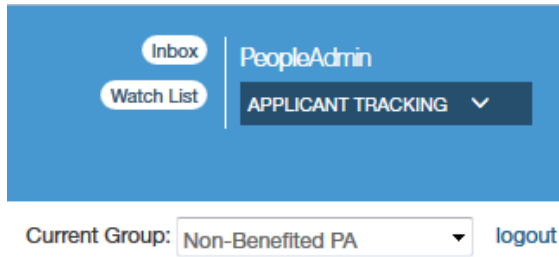 Inbox
PeopleAdmin
Watch List
APPLICANT TRACKING
Current Group: Non-Benefited PA logout